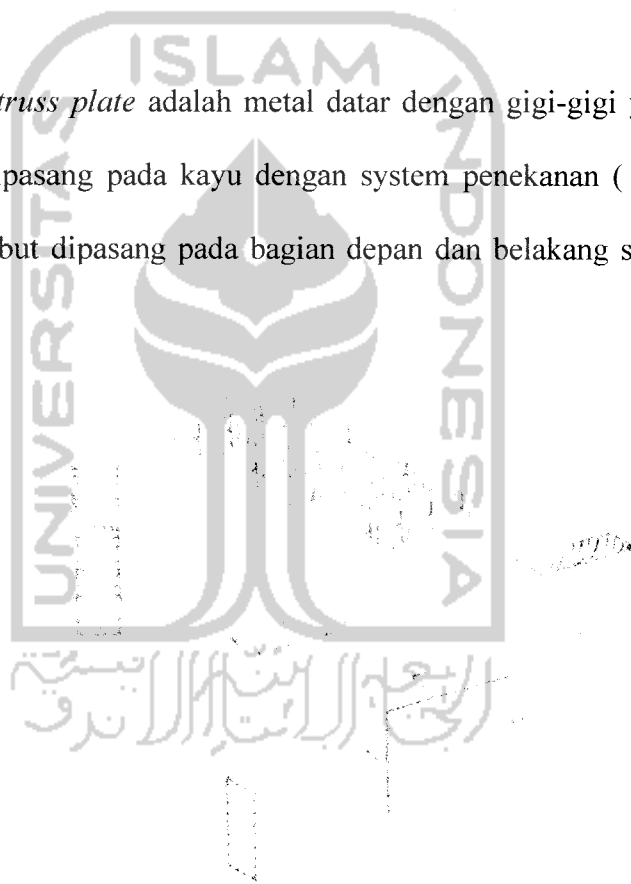 ISLAM
UNIVERSITAS
INDONESIA
truss plate adalah metal datar dengan gigi-gigi
ipasang pada kayu dengan system penekanan (
but dipasang pada bagian depan dan belakang s